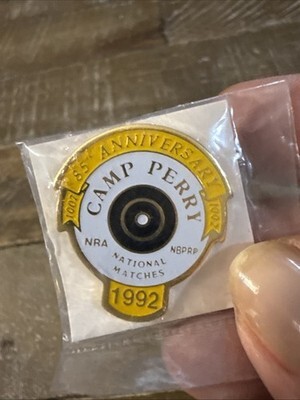 85TH ANNIVERSARY
1907 1992
CAMP PERRY
NRA NBPRP
NATIONAL
MATCHES
1992